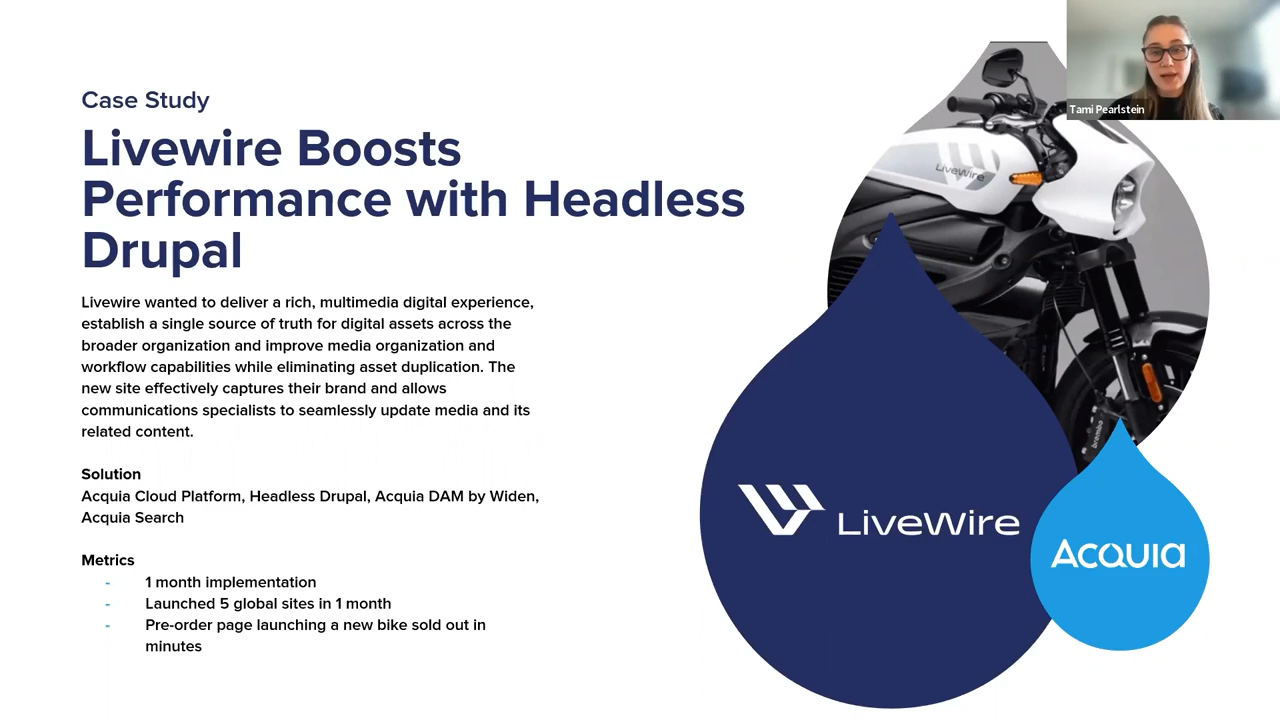 Case Study
Livewire Boosts
Performance with Headless
Drupal
Livewire wanted to deliver a rich, multimedia digital experience,
establish a single source of truth for digital assets across the
broader organization and improve media organization and
workflow capabilities while eliminating asset duplication. The
new site effectively captures their brand and allows
communications specialists to seamlessly update media and its
related content.
Solution
Acquia Cloud Platform, Headless Drupal, Acquia DAM by Widen,
Acquia Search
Metrics
- 1 month implementation
- Launched 5 global sites in 1 month
- Pre-order page launching a new bike sold out in
minutes
Tami Pearlstein
LiveWire
brembo
LiveWire
Acquia